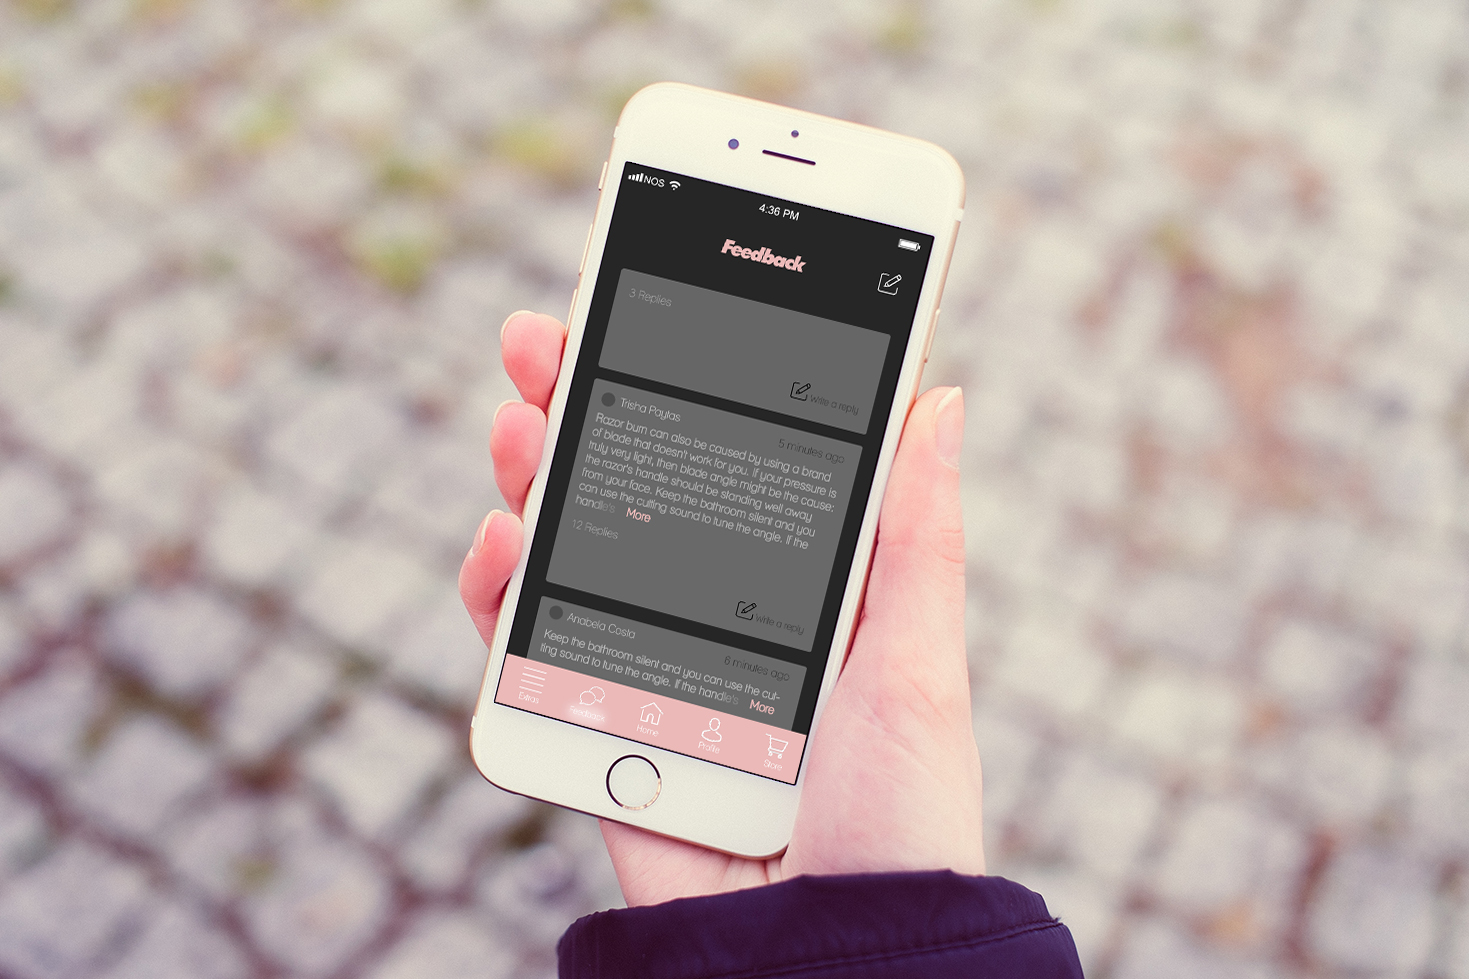 NOS
4:36 PM
Feedback
3 Replies
Write a reply
Trisha Paytas
5 minutes ago
Razor burn can also be caused by using a brand
of blade that doesn't work for you. If your pressure is
truly very light, then blade angle might be the cause:
the razor's handle should be standing well away
from your face. Keep the bathroom silent and you
can use the cutting sound to tune the angle. If the
handle's More
12 Replies
Write a reply
Anabela Costa
6 minutes ago
Keep the bathroom silent and you can use the cut-
ting sound to tune the angle. If the handle's More
Extras
Feedback
Home
Profile
Store